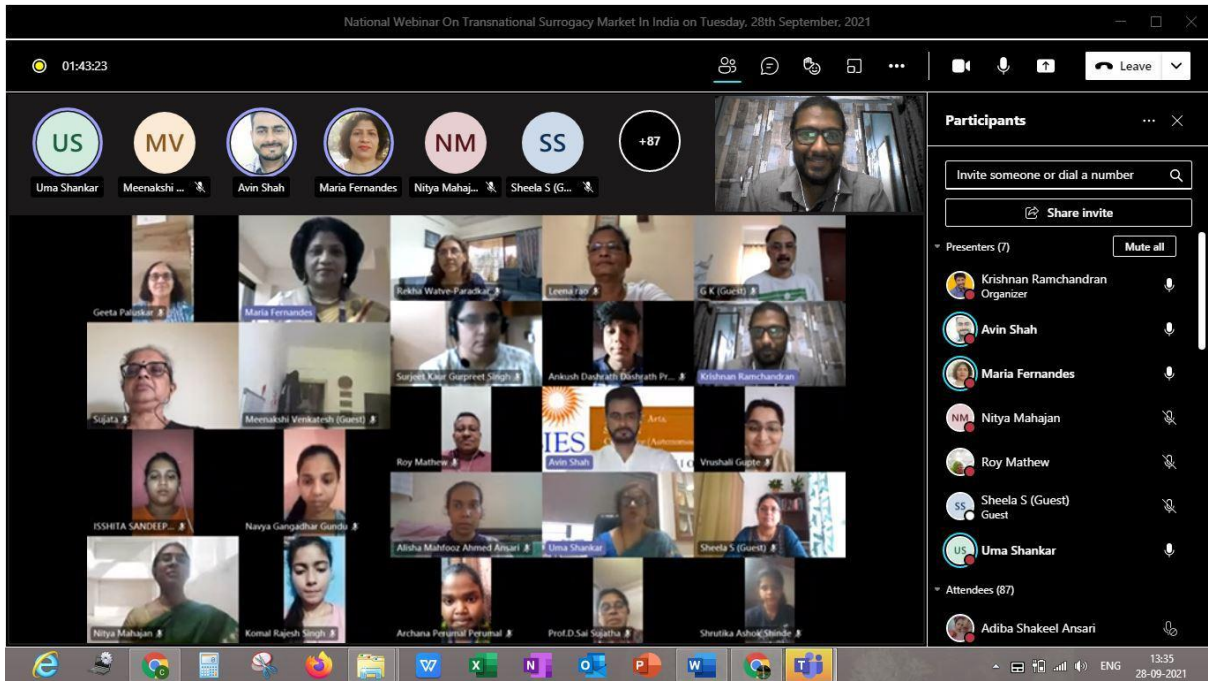 National Webinar On Transnational Surrogacy Market In India on Tuesday, 28th September, 2021
01:43:23
Leave
US
MV
NM
SS
+87
Uma Shankar
Meenakshi ...
Avin Shah
Maria Fernandes
Nitya Mahaj...
Sheela S (G...
Geeta Paluskar
Maria Fernandes
Rekha Watve-Paradkar
Leena rao
G K (Guest)
Sujata
Meenakshi Venkatesh (Guest)
Surjeet Kaur Gurpreet Singh
Ankush Dashrath Dashrath Pr...
Krishnan Ramchandran
Roy Mathew
IES
Arts,
(Autonomous
Avin Shah
Vrushali Gupte
ISSHITA SANDEEP...
Navya Gangadhar Gundu
Alisha Mahfooz Ahmed Ansari
Uma Shankar
Sheela S (Guest)
Nitya Mahajan
Komal Rajesh Singh
Archana Perumal Perumal
Prof.D.Sai Sujatha
Shrutika Ashok Shinde
Participants
Invite someone or dial a number
Share invite
Presenters (7)
Mute all
Krishnan Ramchandran
Organizer
Avin Shah
Maria Fernandes
NM
Nitya Mahajan
Roy Mathew
SS
Sheela S (Guest)
Guest
US
Uma Shankar
Attendees (87)
Adiba Shakeel Ansari
ENG
13:35
28-09-2021